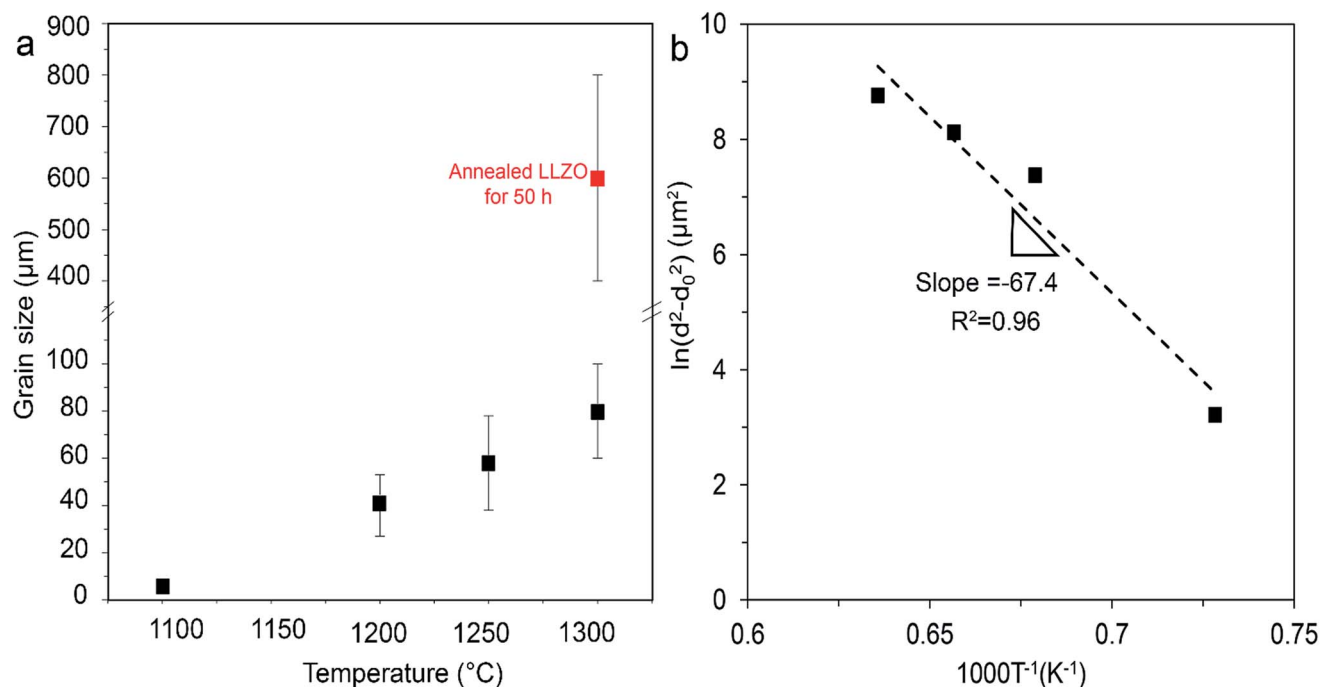 a
900
800
700
600
500
400
100
80
60
40
20
0
Grain size (µm)
Annealed LLZO
for 50 h
1100
1150
1200
1250
1300
Temperature (°C)
b
10
8
6
4
2
0
ln(d²-d₀²) (µm²)
Slope =-67.4
R²=0.96
0.6
0.65
0.7
0.75
1000T⁻¹(K⁻¹)